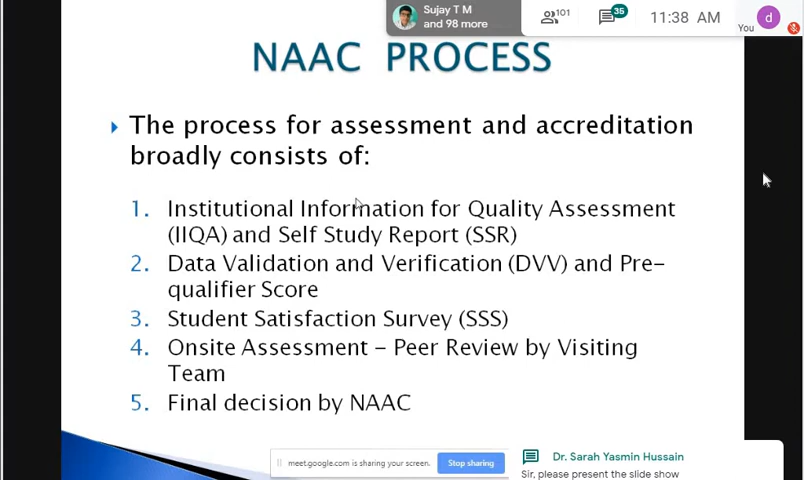 Sujay T M
and 98 more
101
35
11:38 AM
You
d
NAAC PROCESS
The process for assessment and accreditation
broadly consists of:
1. Institutional Information for Quality Assessment
(IIQA) and Self Study Report (SSR)
2. Data Validation and Verification (DVV) and Pre-
qualifier Score
3. Student Satisfaction Survey (SSS)
4. Onsite Assessment – Peer Review by Visiting
Team
5. Final decision by NAAC
meet.google.com is sharing your screen.
Stop sharing
Dr. Sarah Yasmin Hussain
Sir, please present the slide show